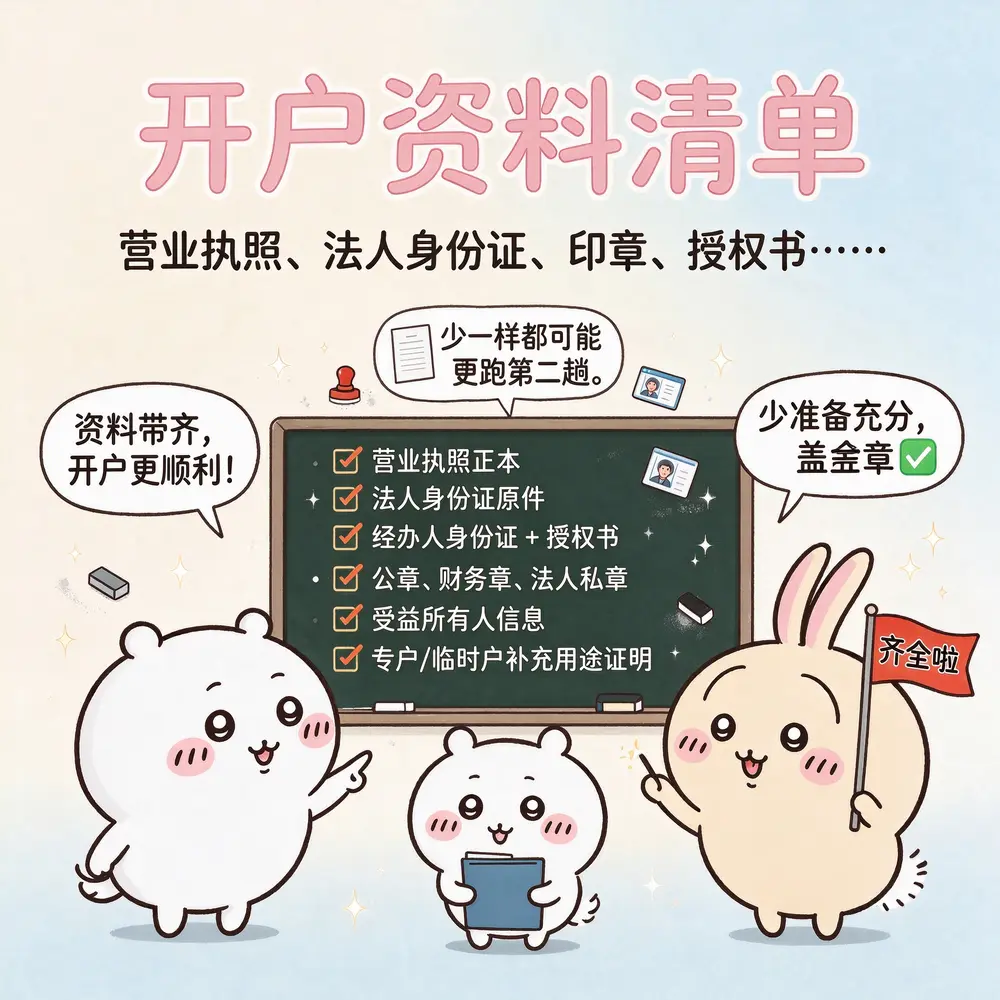 开户资料清单
营业执照、法人身份证、印章、授权书……
少一样都可能
更跑第二趟。
资料带齐，
开户更顺利！
少准备充分，
盖金章
营业执照正本
法人身份证原件
经办人身份证 + 授权书
公章、财务章、法人私章
受益所有人信息
专户/临时户补充用途证明
齐全啦